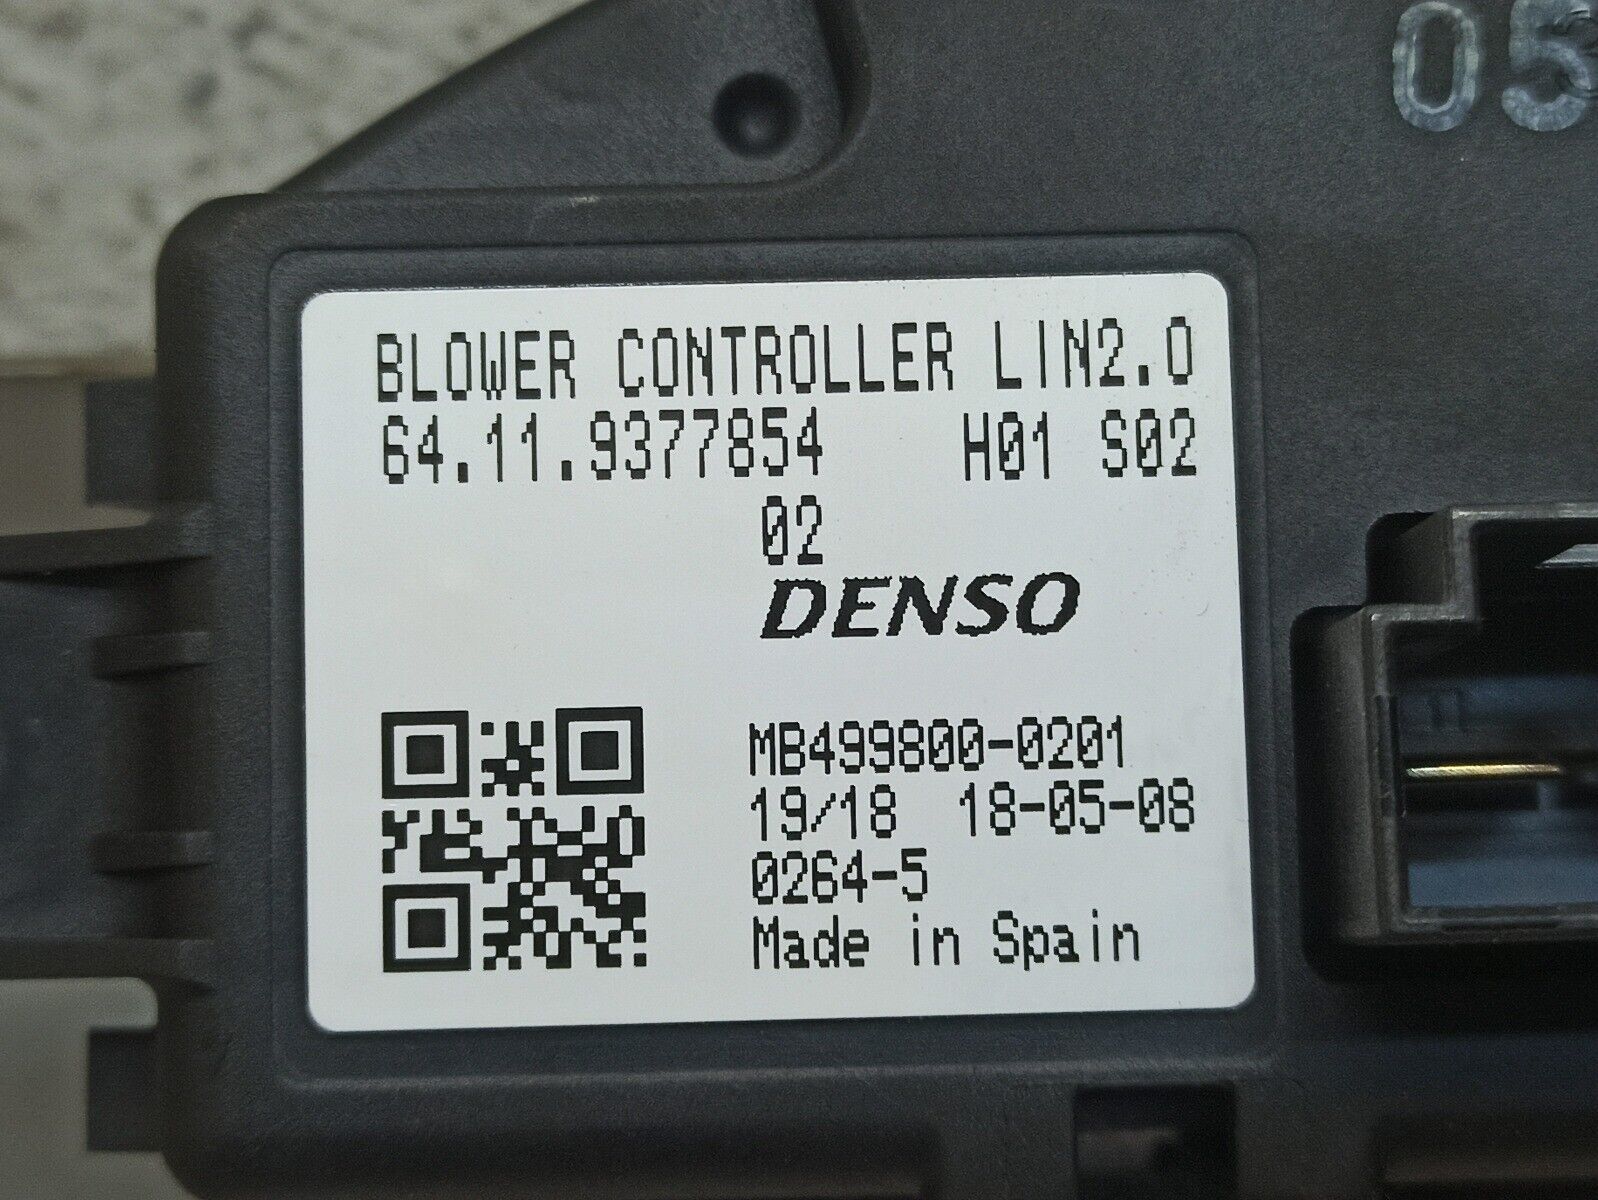 05
BLOWER CONTROLLER LIN2.0
64.11.9377854 H01 S02
02
DENSO
MB499800-0201
19/18 18-05-08
0264-5
Made in Spain